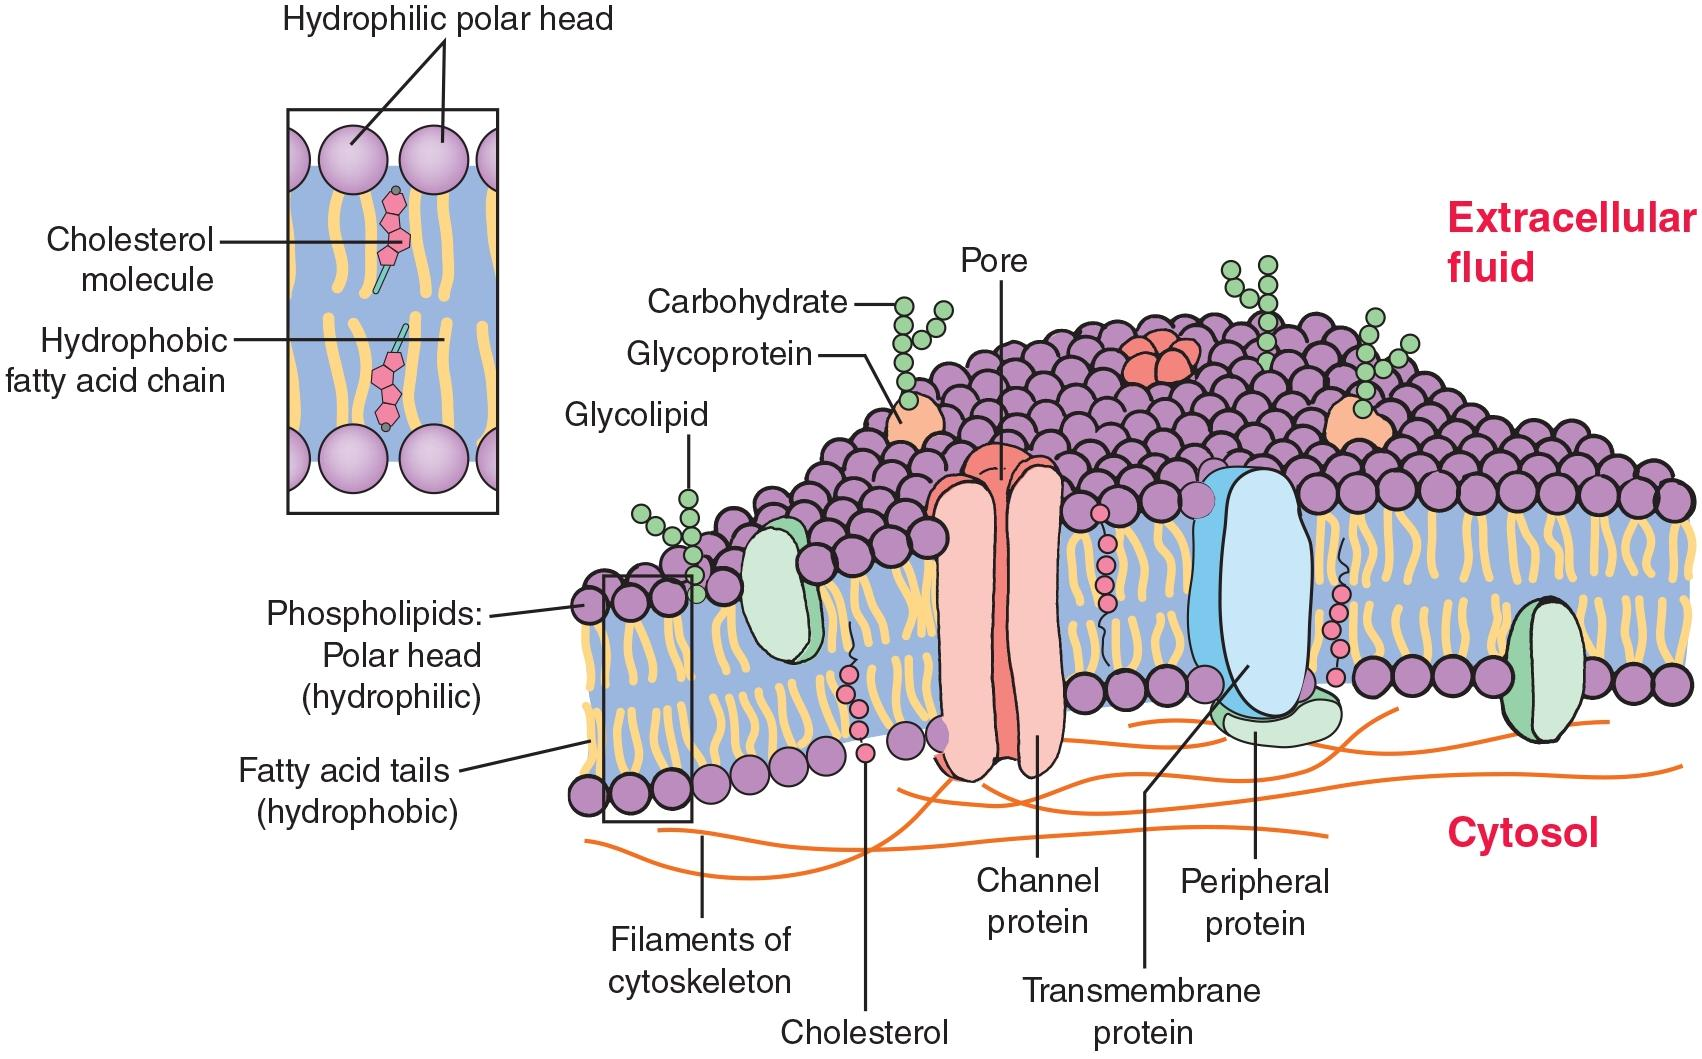 Hydrophilic polar head
Cholesterol
molecule
Hydrophobic
fatty acid chain
Extracellular
fluid
Pore
Carbohydrate
Glycoprotein
Glycolipid
Phospholipids:
Polar head
(hydrophilic)
Fatty acid tails
(hydrophobic)
Cytosol
Channel
protein
Peripheral
protein
Filaments of
cytoskeleton
Transmembrane
protein
Cholesterol